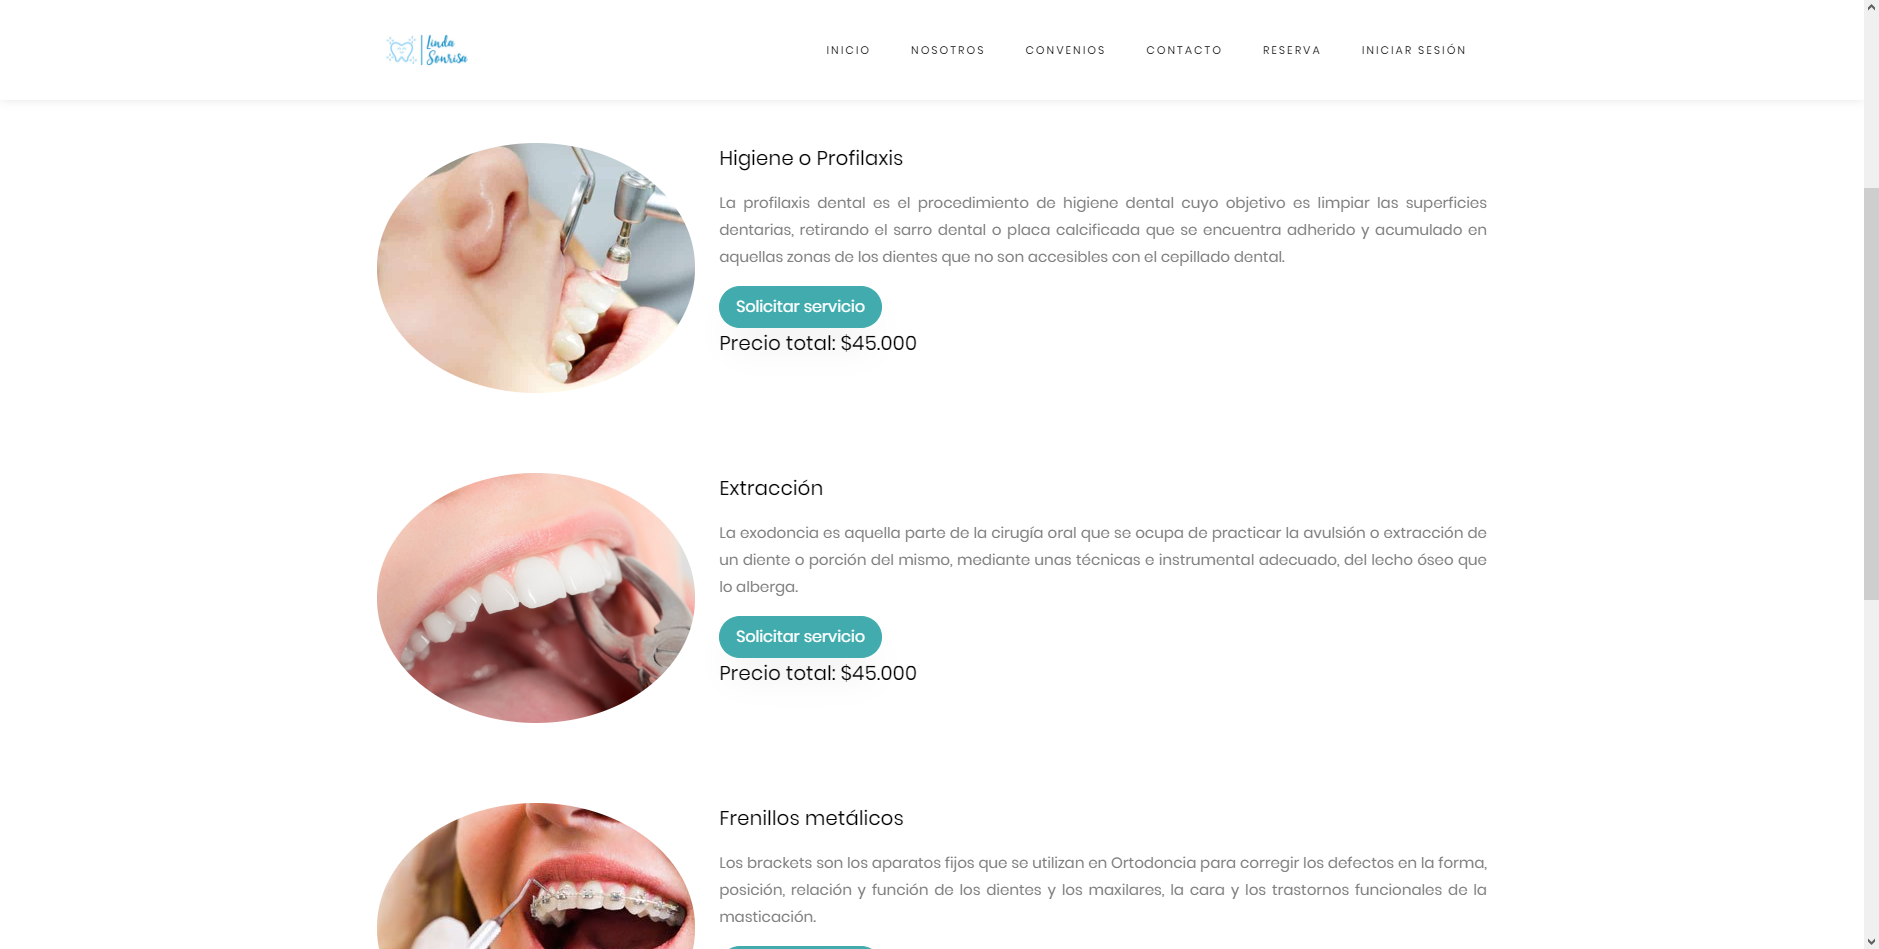 Linda
Sonrisa
INICIO NOSOTROS CONVENIOS CONTACTO RESERVA INICIAR SESIÓN
Higiene o Profilaxis
La profilaxis dental es el procedimiento de higiene dental cuyo objetivo es limpiar las superficies
dentarias, retirando el sarro dental o placa calcificada que se encuentra adherido y acumulado en
aquellas zonas de los dientes que no son accesibles con el cepillado dental.
Solicitar servicio
Precio total: $45.000
Extracción
La exodoncia es aquella parte de la cirugía oral que se ocupa de practicar la avulsión o extracción de
un diente o porción del mismo, mediante unas técnicas e instrumental adecuado, del lecho óseo que
lo alberga.
Solicitar servicio
Precio total: $45.000
Frenillos metálicos
Los brackets son los aparatos fijos que se utilizan en Ortodoncia para corregir los defectos en la forma,
posición, relación y función de los dientes y los maxilares, la cara y los trastornos funcionales de la
masticación.